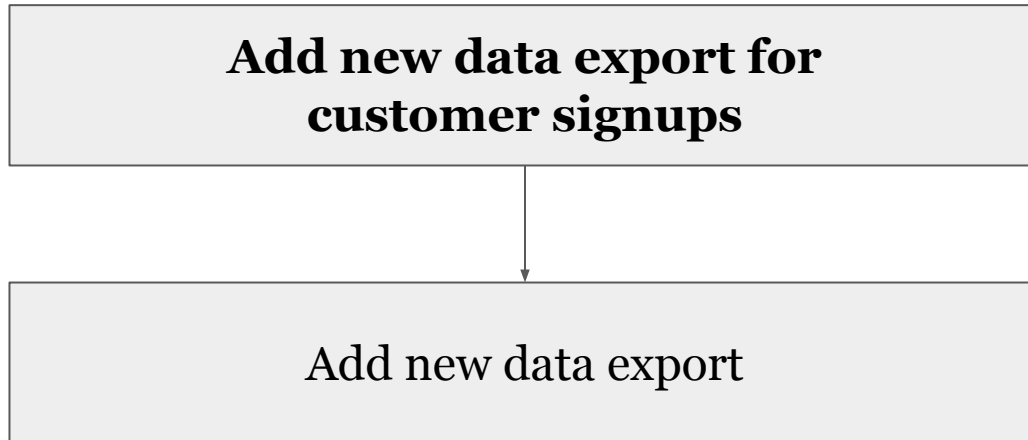 Add new data export for
customer signups
Add new data export